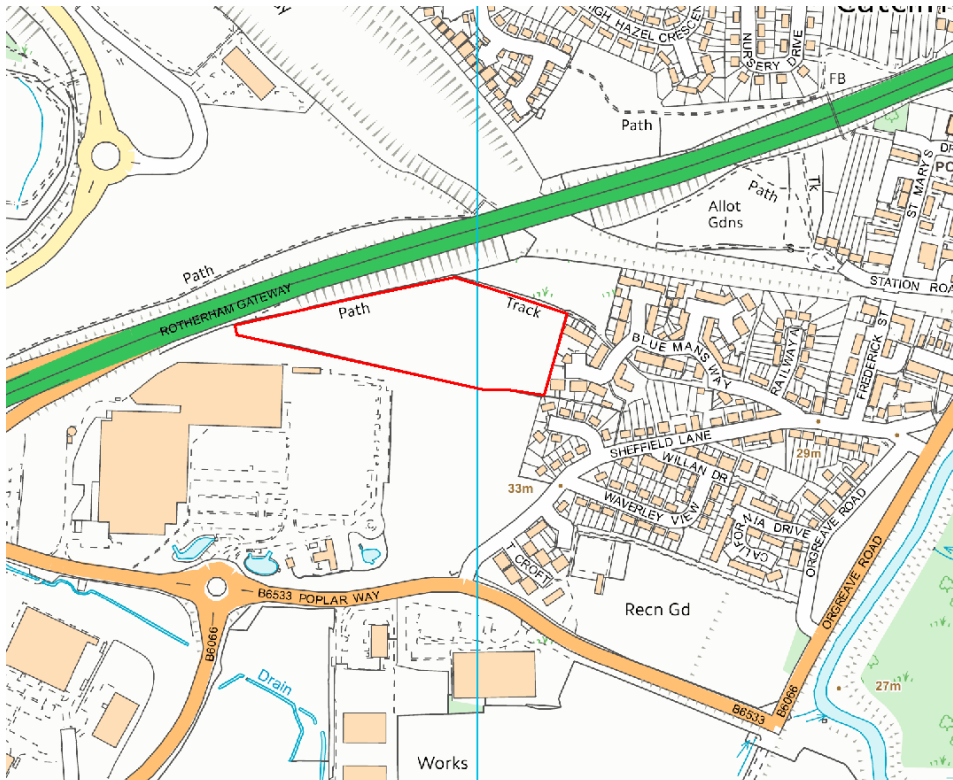 HIGH HAZEL CRESCENT
NURSERY DRIVE
FB
Path
ST MARY'S
Path
Tk
Allot
Gdns
Path
STATION ROA
ROTHERHAM GATEWAY
Path
Track
BLUE MANS
WAY
RAILWAY A
FREDERICK ST
SHEFFIELD LANE
29m
WILLAN DR
33m
WAVERLEY VIEW
CALIFORNIA DRIVE
ORGREAVE ROAD
T CROFT
ORGREAVE ROAD
B6533 POPLAR WAY
Recn Gd
B6066
Drain
27m
B6533
B6066
Works